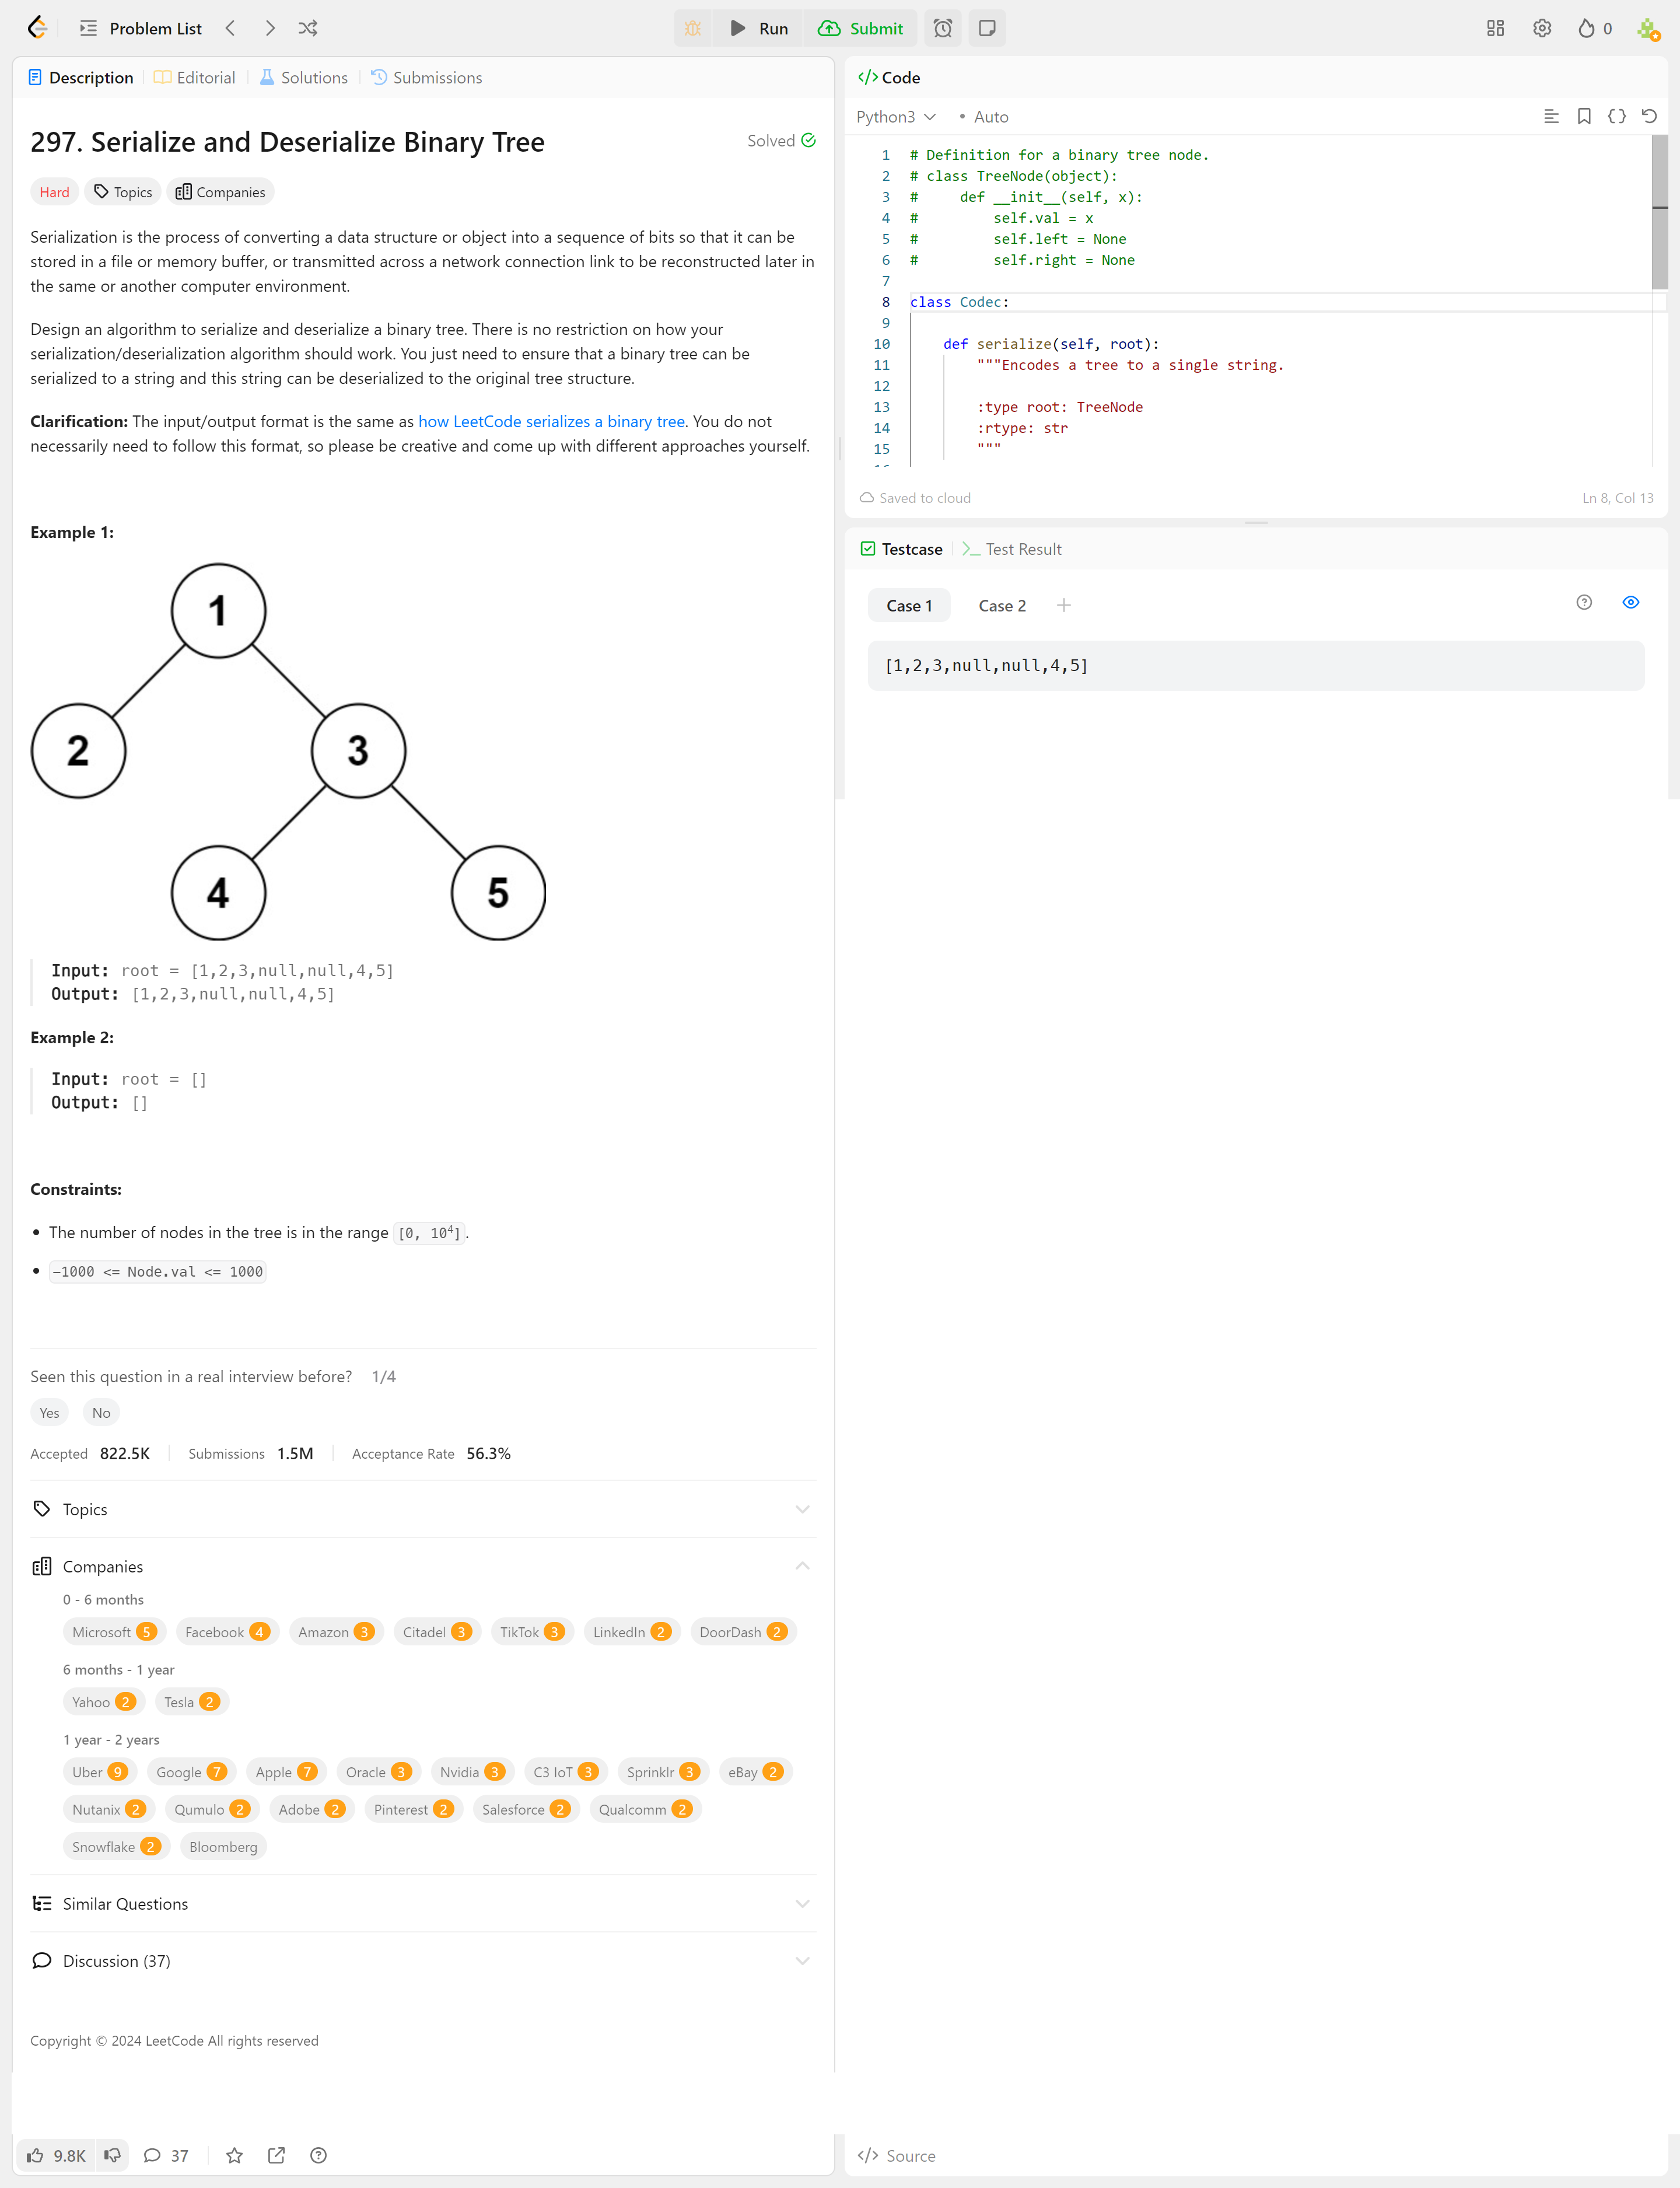 Problem List
Run
Submit
0
Description
Editorial
Solutions
Submissions
297. Serialize and Deserialize Binary Tree
Solved
Hard
Topics
Companies
Serialization is the process of converting a data structure or object into a sequence of bits so that it can be
stored in a file or memory buffer, or transmitted across a network connection link to be reconstructed later in
the same or another computer environment.
Design an algorithm to serialize and deserialize a binary tree. There is no restriction on how your
serialization/deserialization algorithm should work. You just need to ensure that a binary tree can be
serialized to a string and this string can be deserialized to the original tree structure.
Clarification: The input/output format is the same as how LeetCode serializes a binary tree. You do not
necessarily need to follow this format, so please be creative and come up with different approaches yourself.
Example 1:
1
2
3
4
5
Input: root = [1,2,3,null,null,4,5]
Output: [1,2,3,null,null,4,5]
Example 2:
Input: root = []
Output: []
Constraints:
• The number of nodes in the tree is in the range [0, 10⁴].
• -1000 <= Node.val <= 1000
Seen this question in a real interview before? 1/4
Yes No
Accepted 822.5K Submissions 1.5M Acceptance Rate 56.3%
Topics
Companies
0 - 6 months
Microsoft 5 Facebook 4 Amazon 3 Citadel 3 TikTok 3 LinkedIn 2 DoorDash 2
6 months - 1 year
Yahoo 2 Tesla 2
1 year - 2 years
Uber 9 Google 7 Apple 7 Oracle 3 Nvidia 3 C3 IoT 3 Sprinklr 3 eBay 2
Nutanix 2 Qumulo 2 Adobe 2 Pinterest 2 Salesforce 2 Qualcomm 2
Snowflake 2 Bloomberg
Similar Questions
Discussion (37)
Copyright © 2024 LeetCode All rights reserved
9.8K
37
</> Code
Python3 • Auto
1 # Definition for a binary tree node.
2 # class TreeNode(object):
3 #     def __init__(self, x):
4 #         self.val = x
5 #         self.left = None
6 #         self.right = None
7
8 class Codec:
9
10     def serialize(self, root):
11         """Encodes a tree to a single string.
12
13         :type root: TreeNode
14         :rtype: str
15         """
Saved to cloud
Ln 8, Col 13
Testcase
>_ Test Result
Case 1 Case 2 +
[1,2,3,null,null,4,5]
</> Source